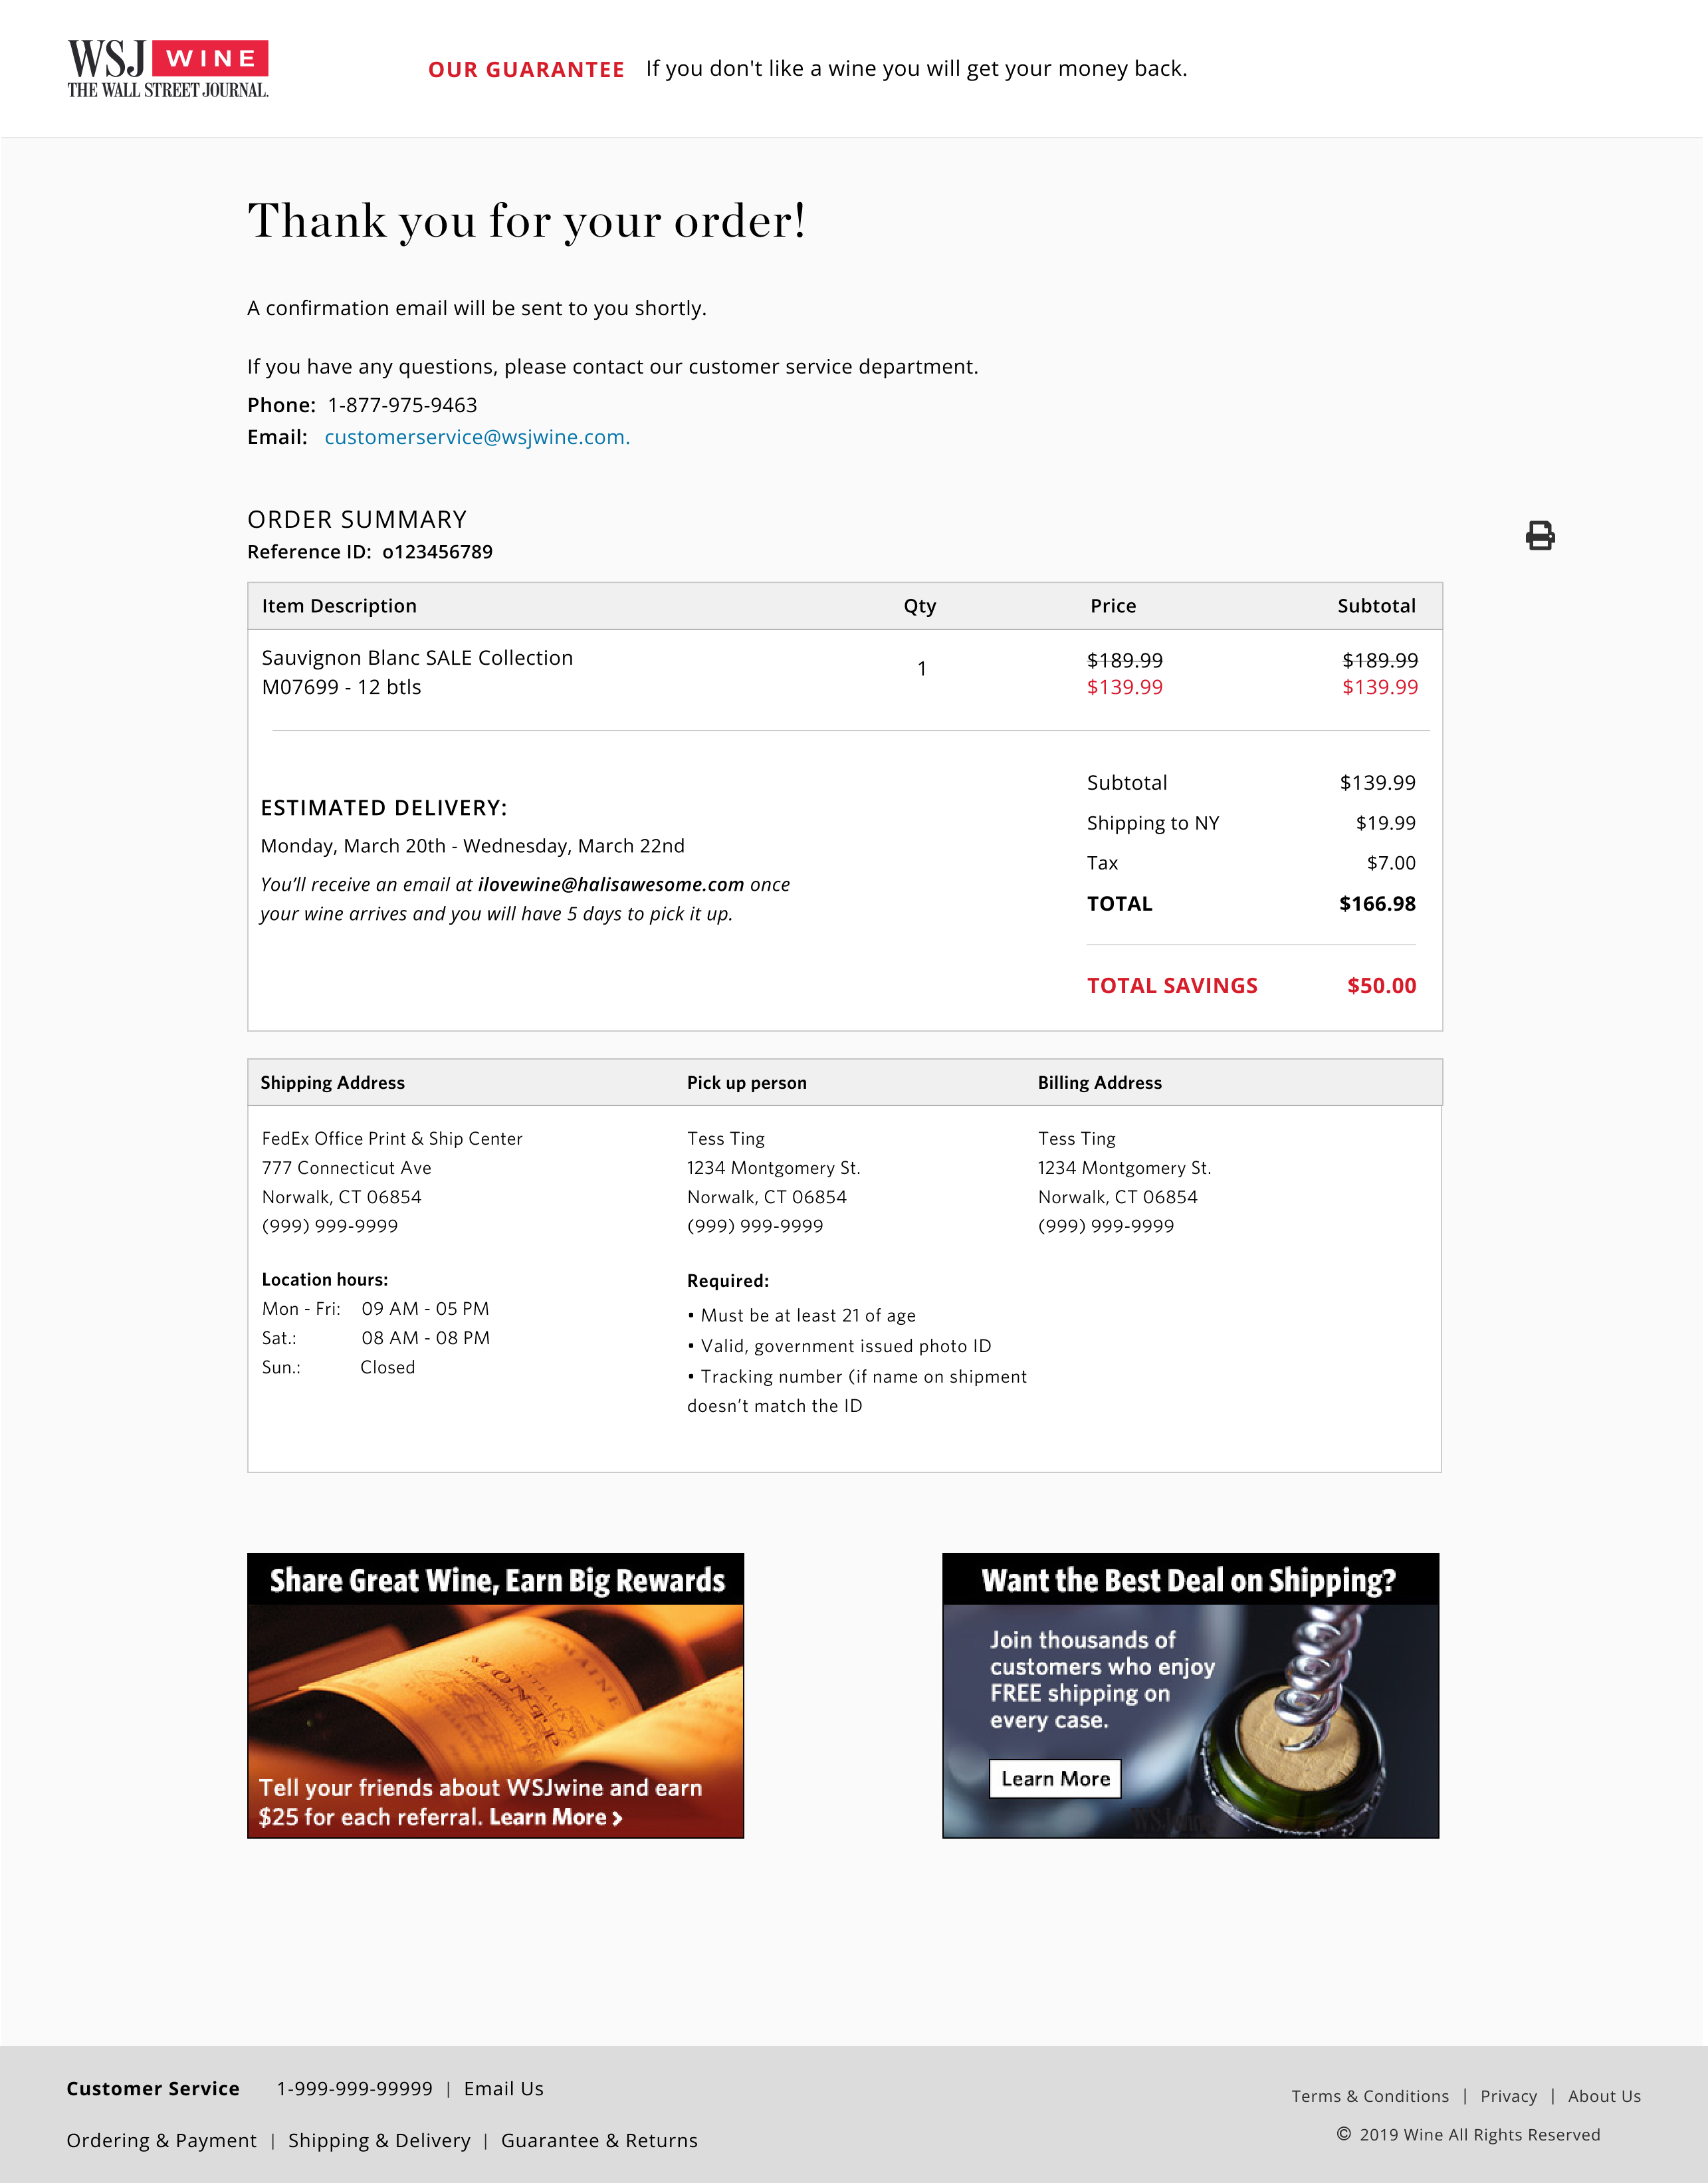 WSJ WINE
THE WALL STREET JOURNAL.
OUR GUARANTEE If you don't like a wine you will get your money back.
Thank you for your order!
A confirmation email will be sent to you shortly.
If you have any questions, please contact our customer service department.
Phone: 1-877-975-9463
Email: customerservice@wsjwine.com.
ORDER SUMMARY
Reference ID: o123456789
Item Description Qty Price Subtotal
Sauvignon Blanc SALE Collection 1 $189.99 $189.99
M07699 - 12 btls $139.99 $139.99
Subtotal $139.99
Shipping to NY $19.99
Tax $7.00
TOTAL $166.98
TOTAL SAVINGS $50.00
ESTIMATED DELIVERY:
Monday, March 20th - Wednesday, March 22nd
You’ll receive an email at ilovewine@halisawesome.com once
your wine arrives and you will have 5 days to pick it up.
Shipping Address Pick up person Billing Address
FedEx Office Print & Ship Center
777 Connecticut Ave
Norwalk, CT 06854
(999) 999-9999
Location hours:
Mon - Fri: 09 AM - 05 PM
Sat.: 08 AM - 08 PM
Sun.: Closed
Tess Ting
1234 Montgomery St.
Norwalk, CT 06854
(999) 999-9999
Required:
• Must be at least 21 of age
• Valid, government issued photo ID
• Tracking number (if name on shipment
doesn’t match the ID
Tess Ting
1234 Montgomery St.
Norwalk, CT 06854
(999) 999-9999
Share Great Wine, Earn Big Rewards
Tell your friends about WSJwine and earn
$25 for each referral. Learn More >
Want the Best Deal on Shipping?
Join thousands of
customers who enjoy
FREE shipping on
every case.
Learn More
WSJwine
Customer Service 1-999-999-99999 | Email Us
Ordering & Payment | Shipping & Delivery | Guarantee & Returns
Terms & Conditions | Privacy | About Us
© 2019 Wine All Rights Reserved